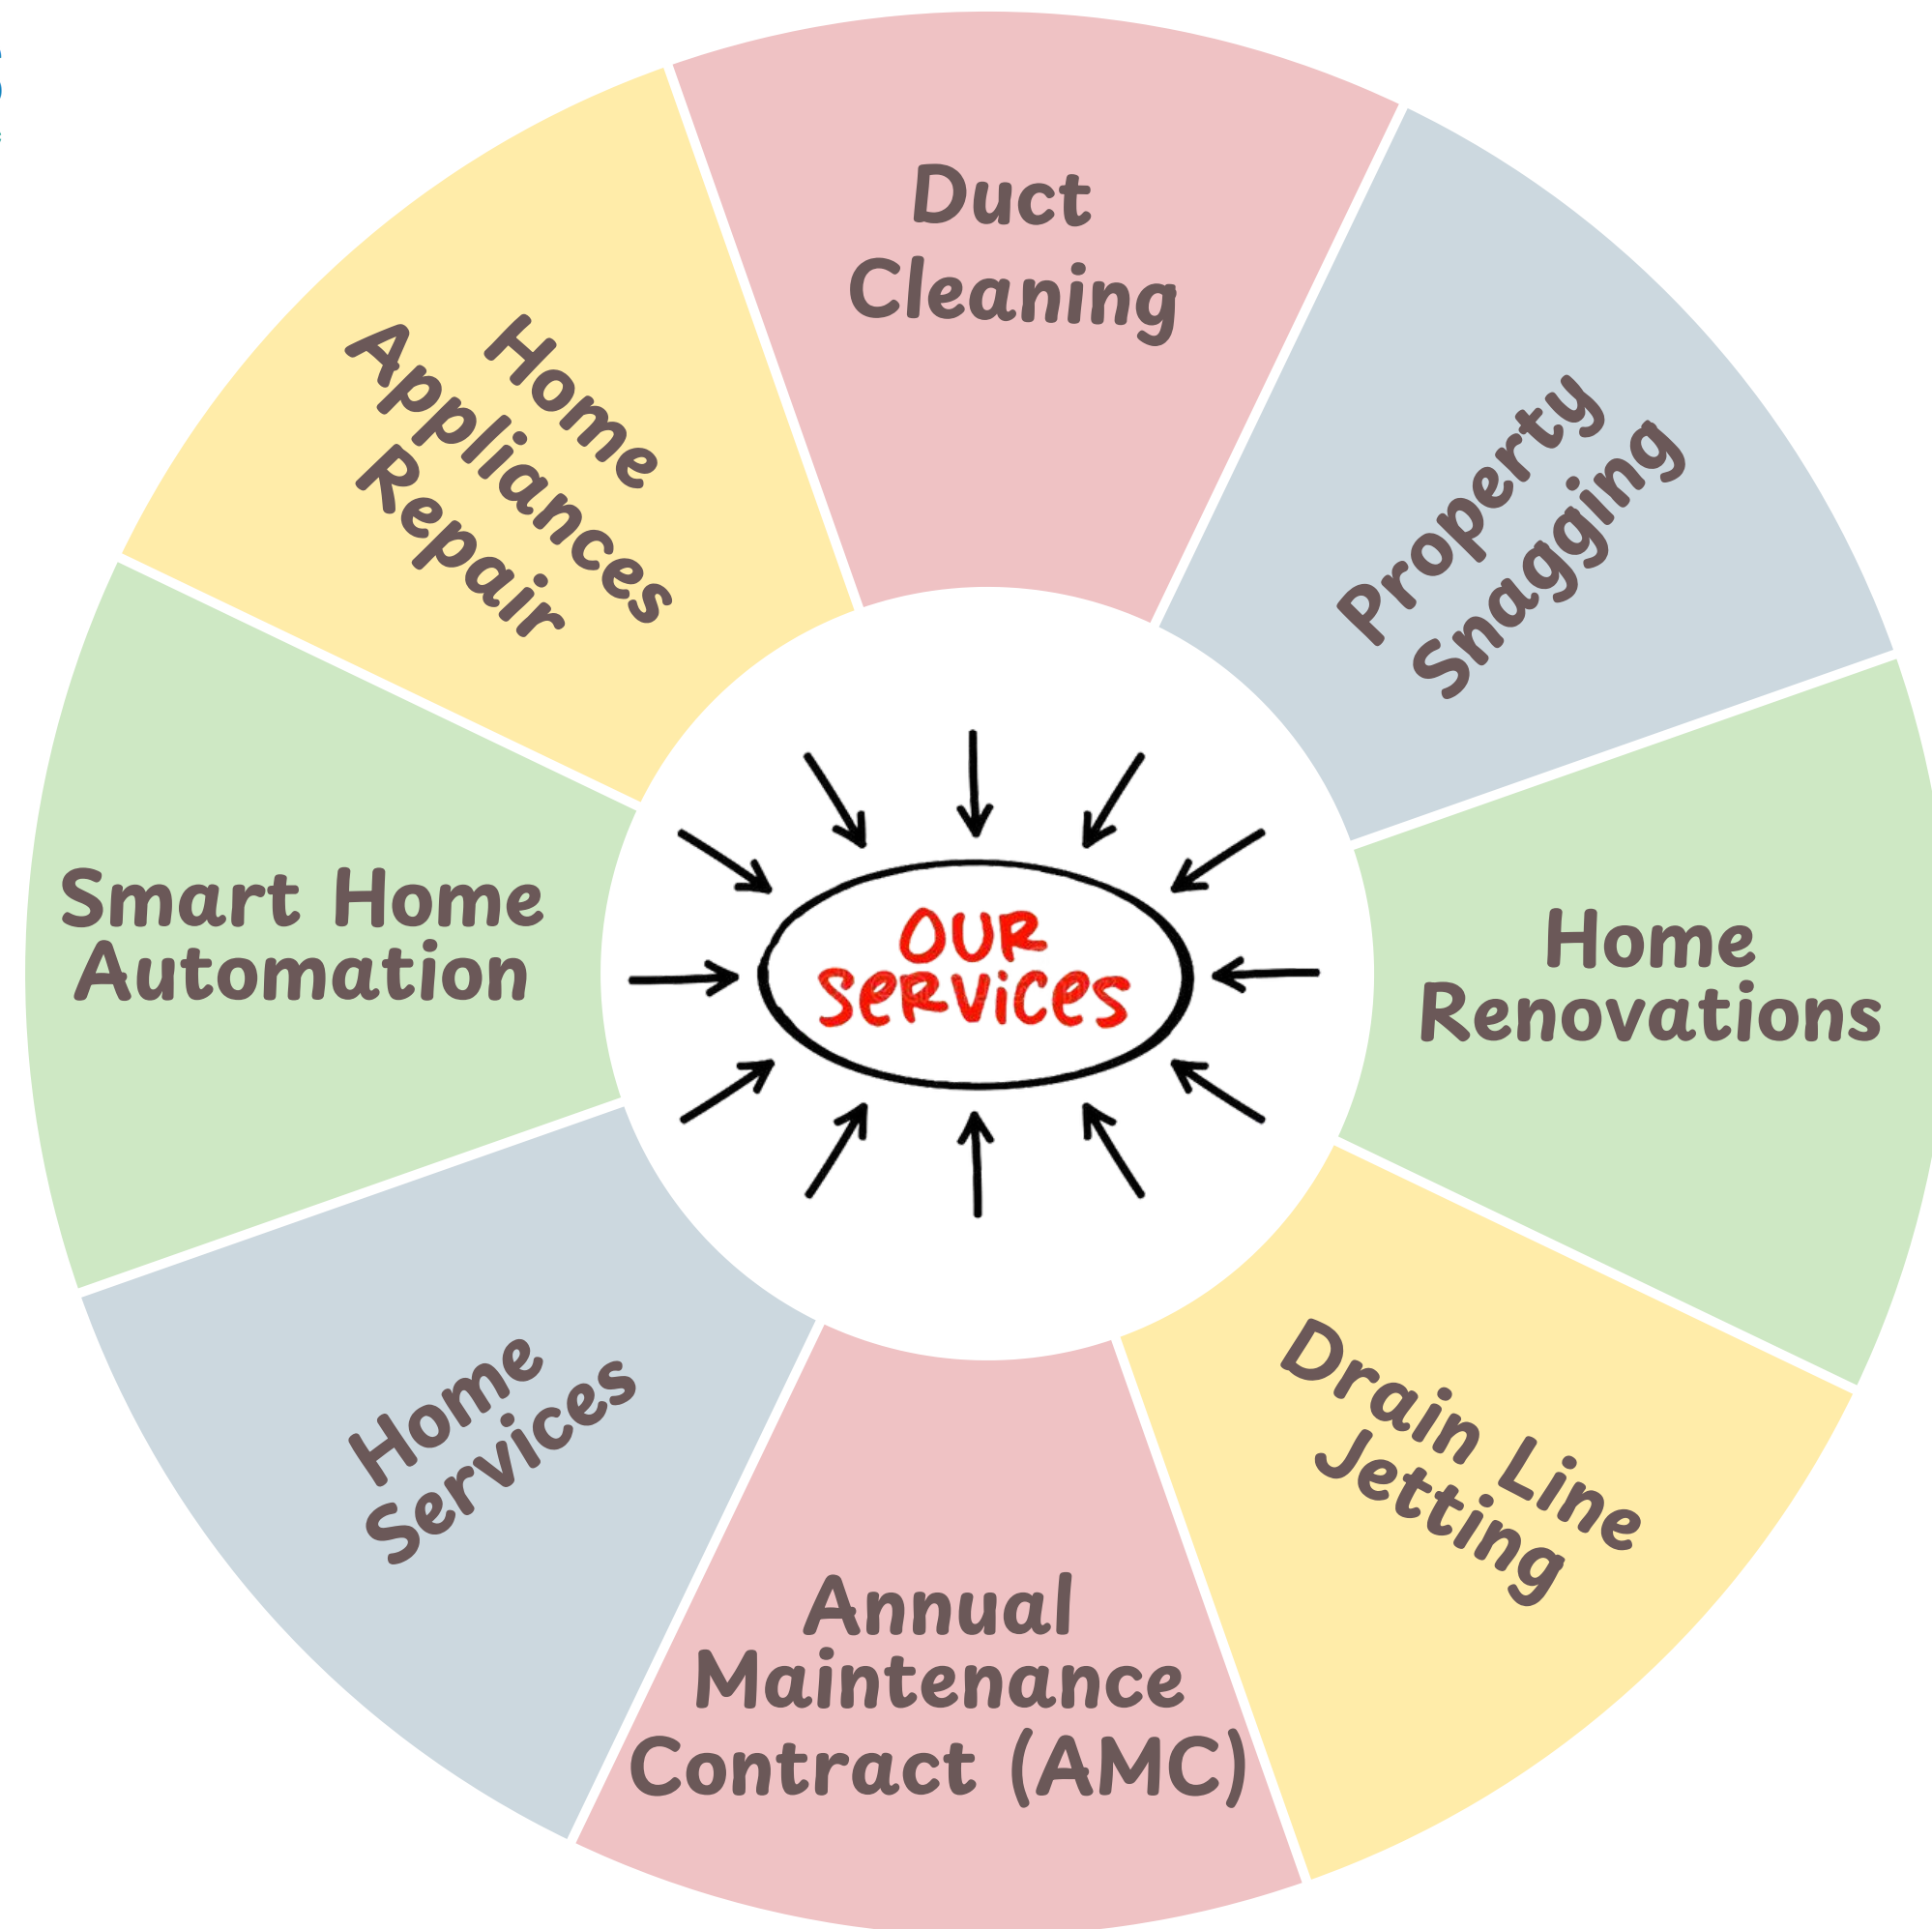 Duct
Cleaning
Property
Snagging
Home
Renovations
Drain Line
Jetting
Annual
Maintenance
Contract (AMC)
Home
Services
Smart Home
Automation
Home
Appliances
Repair
OUR
SERVICES